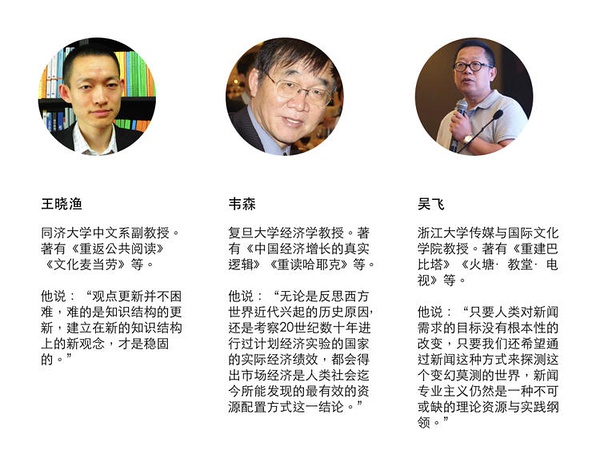 王晓渔
同济大学中文系副教授。
著有《重返公共阅读》
《文化麦当劳》等。
他说：“观点更新并不困
难，难的是知识结构的更
新，建立在新的知识结构
上的新观念，才是稳固
的。”
韦森
复旦大学经济学教授。著
有《中国经济增长的真实
逻辑》《重读哈耶克》等。
他说：“无论是反思西方
世界近代兴起的历史原因，
还是考察20世纪数十年进
行过计划经济实验的国家
的实际经济绩效，都会得
出市场经济是人类社会迄
今所能发现的最有效的资
源配置方式这一结论。”
吴飞
浙江大学传媒与国际文化
学院教授。著有《重建巴
比塔》《火塘·教堂·电
视》等。
他说：“只要人类对新闻
需求的目标没有根本性的
改变，只要我们还希望通
过新闻这种方式来探测这
个变幻莫测的世界，新闻
专业主义仍然是一种不可
或缺的理论资源与实践纲
领。”